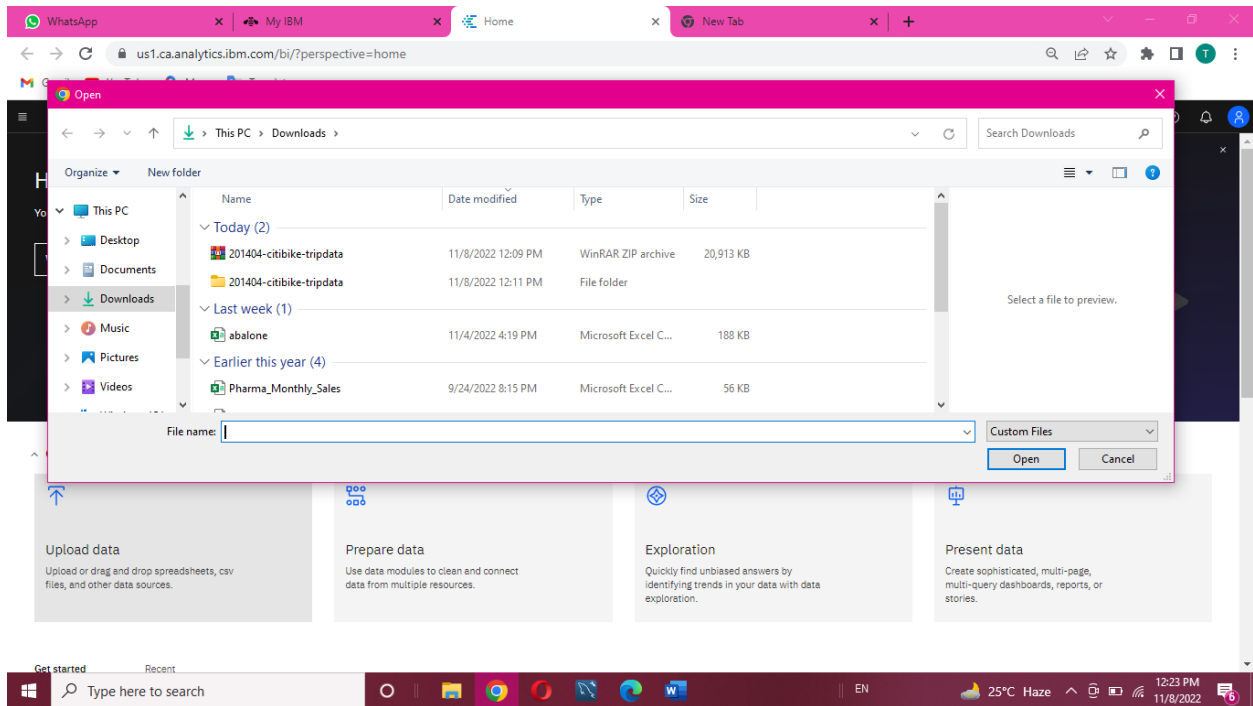 WhatsApp
My IBM
Home
New Tab
us1.ca.analytics.ibm.com/bi/?perspective=home
Open
This PC > Downloads >
Search Downloads
Organize
New folder
Name Date modified Type Size
This PC
Desktop
Documents
Downloads
Music
Pictures
Videos
Today (2)
201404-citibike-tripdata 11/8/2022 12:09 PM WinRAR ZIP archive 20,913 KB
201404-citibike-tripdata 11/8/2022 12:11 PM File folder
Last week (1)
abalone 11/4/2022 4:19 PM Microsoft Excel C... 188 KB
Earlier this year (4)
Pharma_Monthly_Sales 9/24/2022 8:15 PM Microsoft Excel C... 56 KB
Select a file to preview.
File name:
Custom Files
Open
Cancel
Upload data
Upload or drag and drop spreadsheets, csv
files, and other data sources.
Prepare data
Use data modules to clean and connect
data from multiple resources.
Exploration
Quickly find unbiased answers by
identifying trends in your data with data
exploration.
Present data
Create sophisticated, multi-page,
multi-query dashboards, reports, or
stories.
Get started
Recent
Type here to search
EN
25°C Haze
12:23 PM
11/8/2022
6